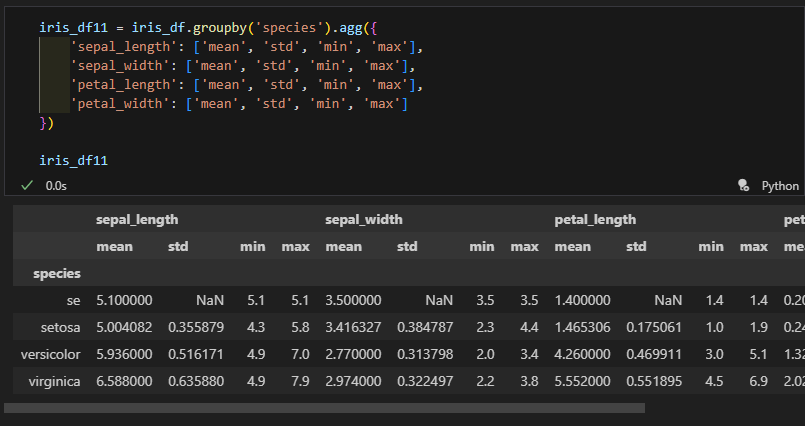 iris_df11 = iris_df.groupby('species').agg({
    'sepal_length': ['mean', 'std', 'min', 'max'],
    'sepal_width': ['mean', 'std', 'min', 'max'],
    'petal_length': ['mean', 'std', 'min', 'max'],
    'petal_width': ['mean', 'std', 'min', 'max']
})
iris_df11
0.0s Python
sepal_length sepal_width petal_length pet
mean std min max mean std min max mean std min max me
species
se 5.100000 NaN 5.1 5.1 3.500000 NaN 3.5 3.5 1.400000 NaN 1.4 1.4 0.20
setosa 5.004082 0.355879 4.3 5.8 3.416327 0.384787 2.3 4.4 1.465306 0.175061 1.0 1.9 0.24
versicolor 5.936000 0.516171 4.9 7.0 2.770000 0.313798 2.0 3.4 4.260000 0.469911 3.0 5.1 1.32
virginica 6.588000 0.635880 4.9 7.9 2.974000 0.322497 2.2 3.8 5.552000 0.551895 4.5 6.9 2.02